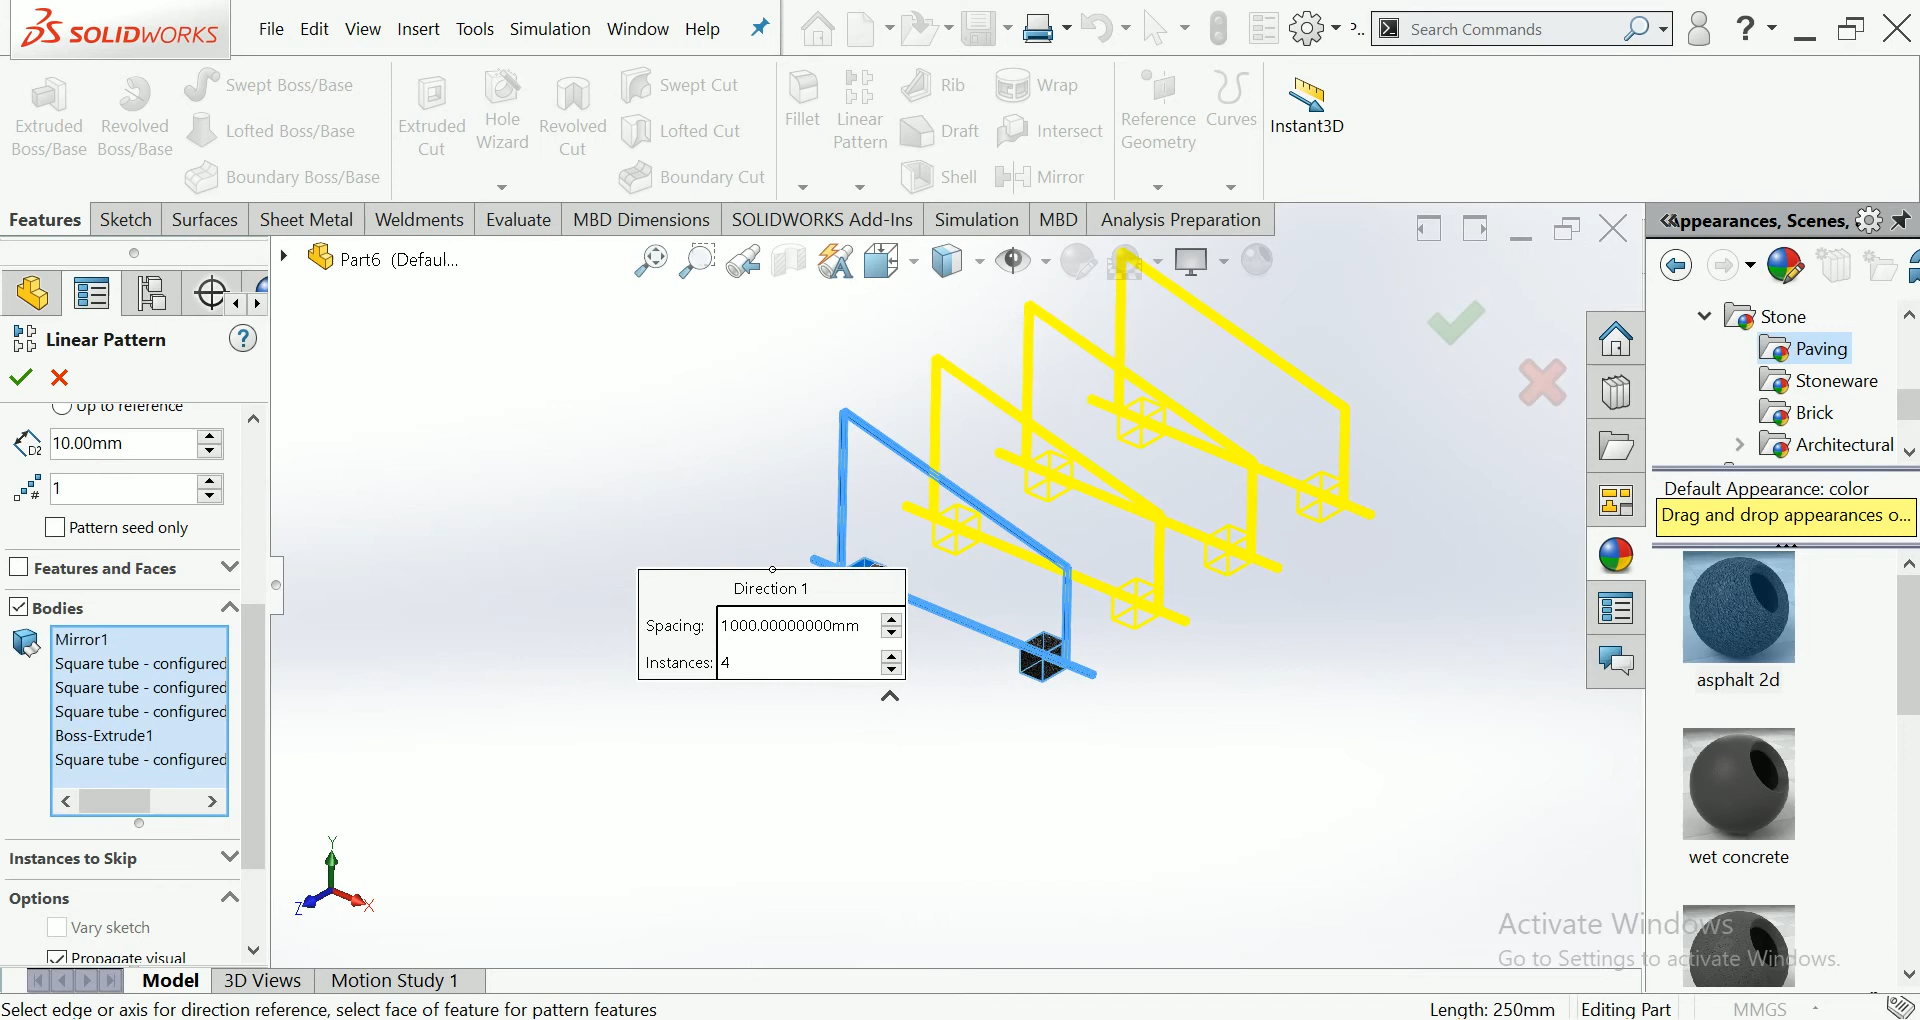 SOLIDWORKS
File Edit View Insert Tools Simulation Window Help
P..
Search Commands
Extruded Boss/Base
Revolved Boss/Base
Swept Boss/Base
Lofted Boss/Base
Boundary Boss/Base
Extruded Cut
Hole Wizard
Revolved Cut
Swept Cut
Lofted Cut
Boundary Cut
Fillet
Linear Pattern
Rib
Draft
Shell
Wrap
Intersect
Mirror
Reference Geometry
Curves
Instant3D
Features Sketch Surfaces Sheet Metal Weldments Evaluate MBD Dimensions SOLIDWORKS Add-Ins Simulation MBD Analysis Preparation
Part6 (Defaul...
Linear Pattern
Up to reference
D2 10.00mm
# 1
Pattern seed only
Features and Faces
Bodies
Mirror1
Square tube - configured
Square tube - configured
Square tube - configured
Boss-Extrude1
Square tube - configured
Instances to Skip
Options
Vary sketch
Propagate visual
Direction 1
Spacing: 1000.00000000mm
Instances: 4
Y
X
Z
Appearances, Scenes,
Stone
Paving
Stoneware
Brick
Architectural
Default Appearance: color
Drag and drop appearances o...
asphalt 2d
wet concrete
Activate Windows
Go to Settings to activate Windows.
Model 3D Views Motion Study 1
Select edge or axis for direction reference, select face of feature for pattern features
Length: 250mm Editing Part MMGS